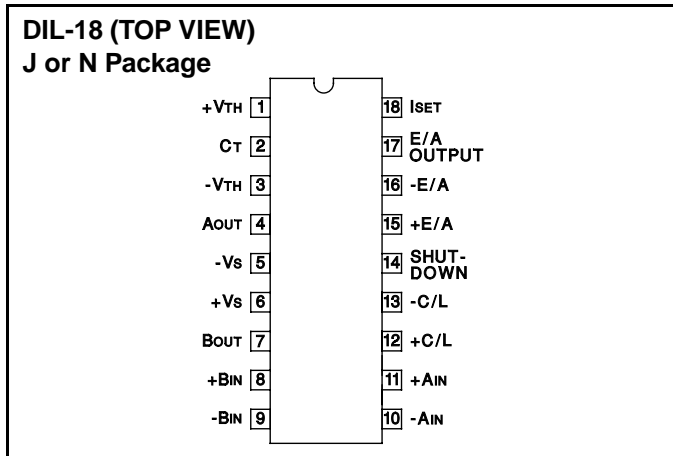 DIL-18 (TOP VIEW)
J or N Package
+VTH 1 18 ISET
CT 2 17 E/A OUTPUT
-VTH 3 16 -E/A
AOUT 4 15 +E/A
-VS 5 14 SHUT-DOWN
+VS 6 13 -C/L
BOUT 7 12 +C/L
+BIN 8 11 +AIN
-BIN 9 10 -AIN